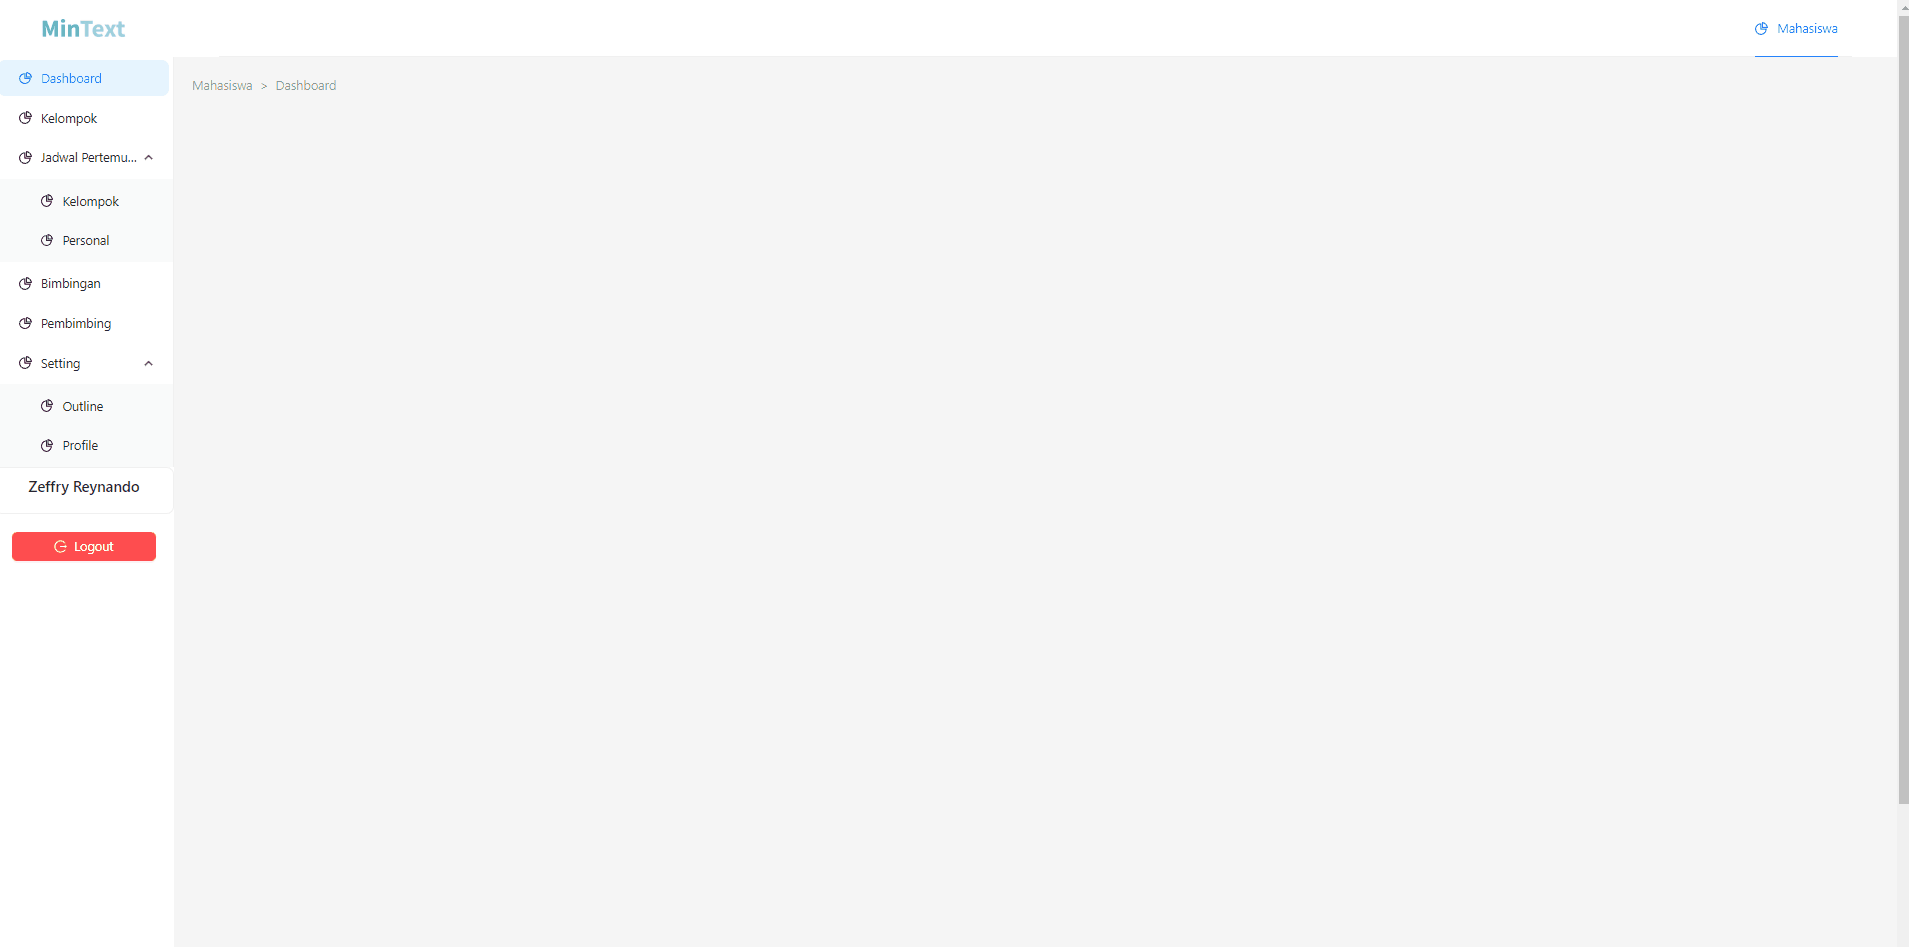 MinText
Mahasiswa
Dashboard
Mahasiswa > Dashboard
Kelompok
Jadwal Pertemu...
Kelompok
Personal
Bimbingan
Pembimbing
Setting
Outline
Profile
Zeffry Reynando
Logout